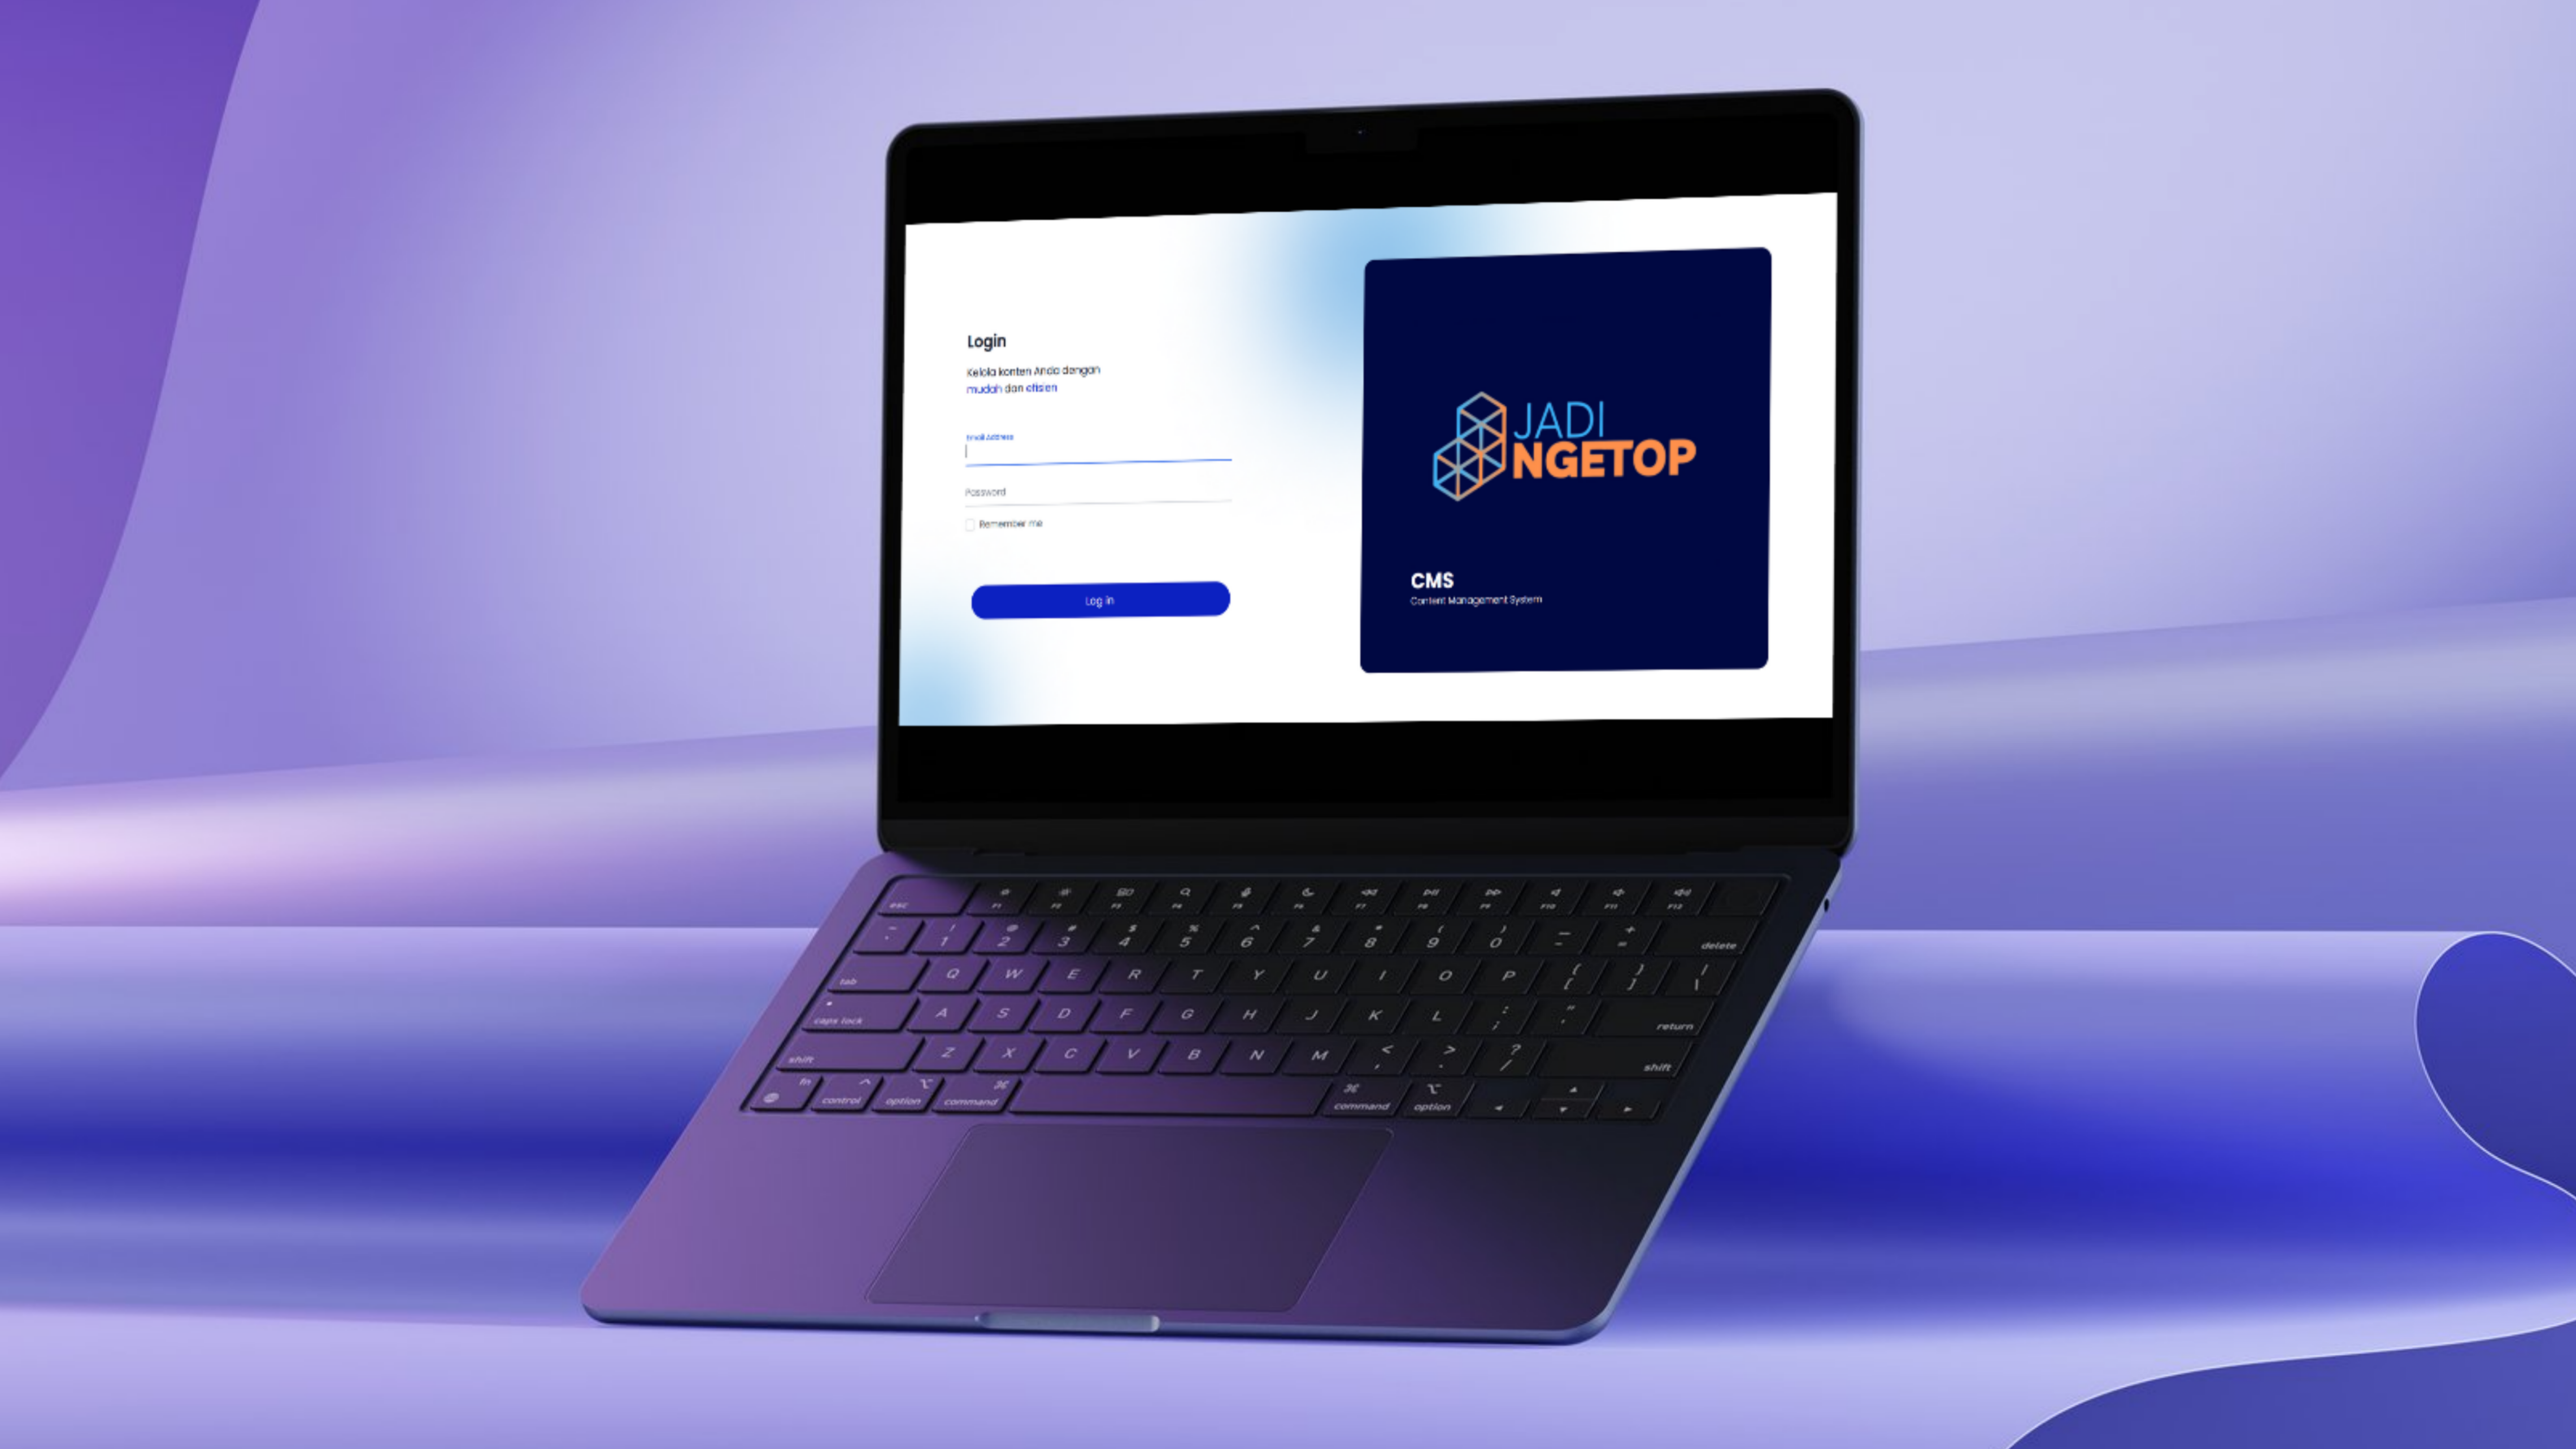 Login
Kelola konten Anda dengan
mudah dan efisien
Email Address
Password
Remember me
Log in
JADI
NGETOP
CMS
Content Management System
esc F1 F2 F3 F4 F5 F6 F7 F8 F9 F10 F11 F12
~ ! @ # $ % ^ & * ( ) — +
` 1 2 3 4 5 6 7 8 9 0 - = delete
tab Q W E R T Y U I O P { [ } ] | \
caps lock A S D F G H J K L : ; " ' return
shift Z X C V B N M < , > . ? / shift
fn control option command command option